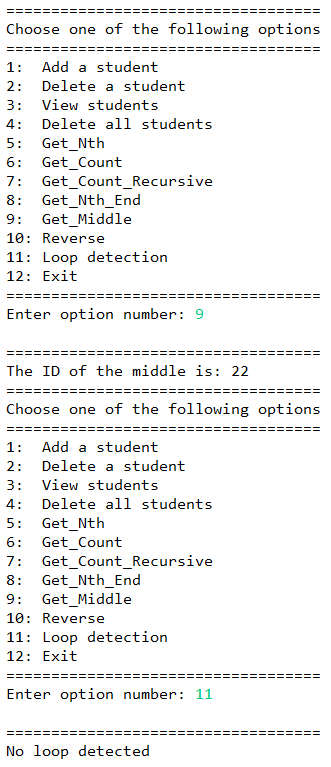 ===================================
Choose one of the following options
===================================
1:  Add a student
2:  Delete a student
3:  View students
4:  Delete all students
5:  Get_Nth
6:  Get_Count
7:  Get_Count_Recursive
8:  Get_Nth_End
9:  Get_Middle
10: Reverse
11: Loop detection
12: Exit
===================================
Enter option number: 9

===================================
The ID of the middle is: 22
===================================
Choose one of the following options
===================================
1:  Add a student
2:  Delete a student
3:  View students
4:  Delete all students
5:  Get_Nth
6:  Get_Count
7:  Get_Count_Recursive
8:  Get_Nth_End
9:  Get_Middle
10: Reverse
11: Loop detection
12: Exit
===================================
Enter option number: 11

===================================
No loop detected